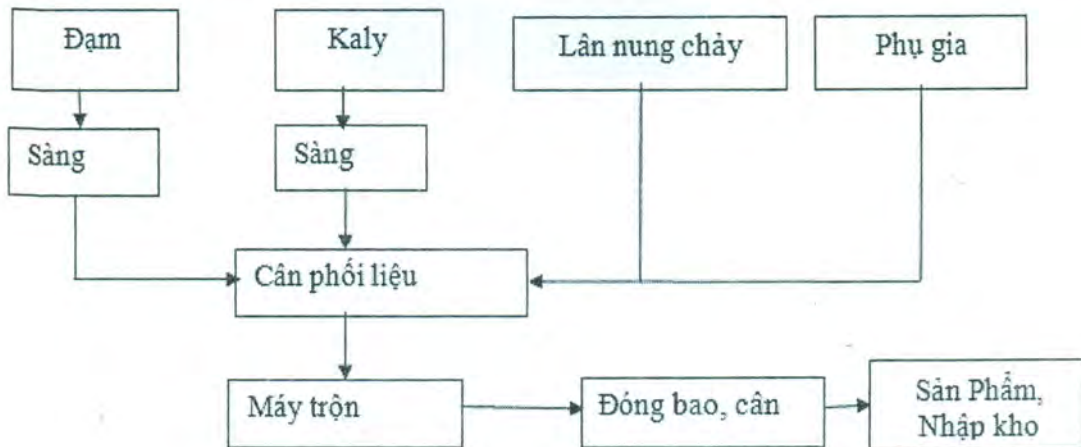 Đạm
Kaly
Lân nung chảy
Phụ gia
Sàng
Sàng
Cân phối liệu
Máy trộn
Đóng bao, cân
Sản Phẩm,
Nhập kho